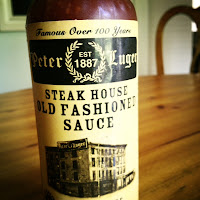 Famous Over 100 Years
Peter Luger
EST
1887
STEAK HOUSE
OLD FASHIONED
SAUCE